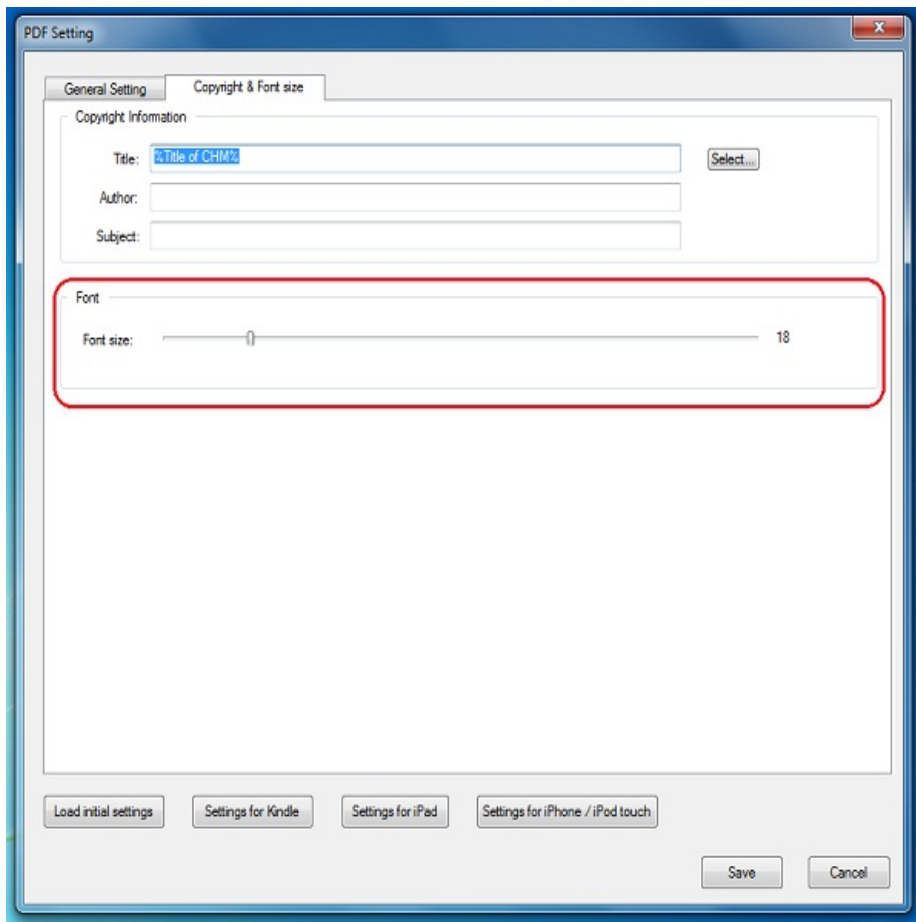 PDF Setting
General Setting Copyright & Font size
Copyright Information
Title: %Title of CHM% Select...
Author:
Subject:
Font
Font size: 18
Load initial settings Settings for Kindle Settings for iPad Settings for iPhone / iPod touch
Save Cancel